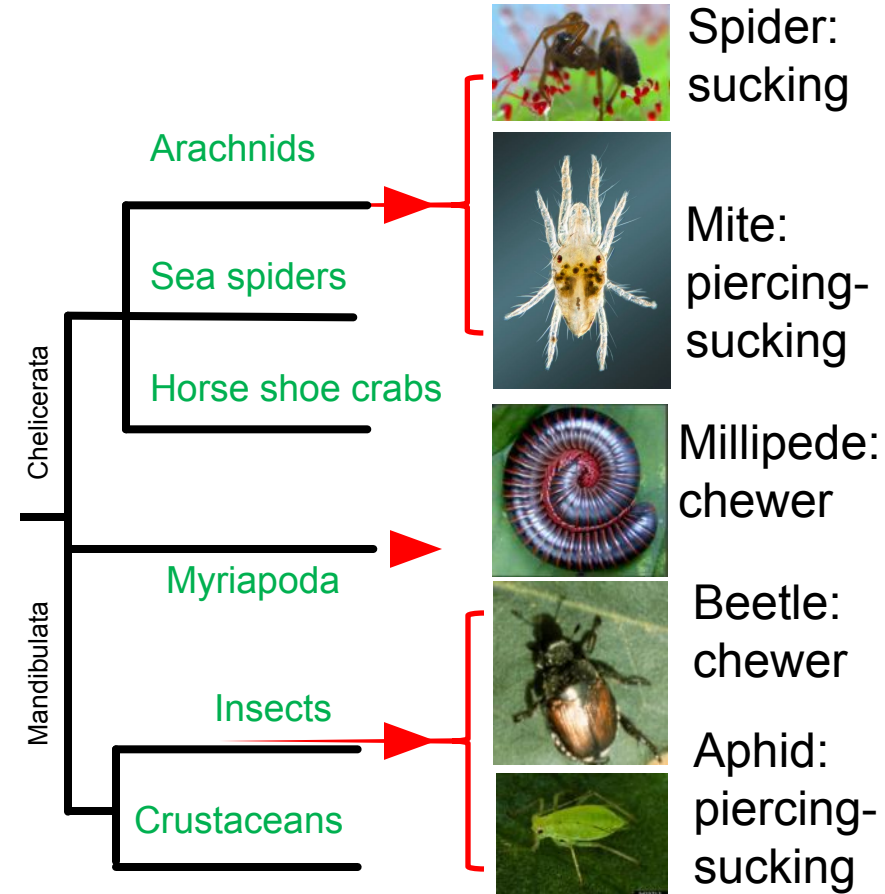 Spider:
sucking
Arachnids
Mite:
piercing-
sucking
Sea spiders
Horse shoe crabs
Chelicerata
Millipede:
chewer
Myriapoda
Mandibulata
Beetle:
chewer
Insects
Aphid:
piercing-
sucking
Crustaceans